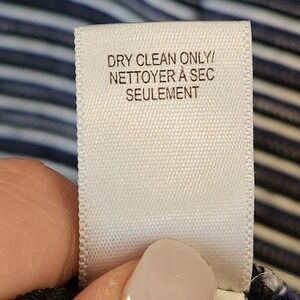 DRY CLEAN ONLY/
NETTOYER À SEC
SEULEMENT